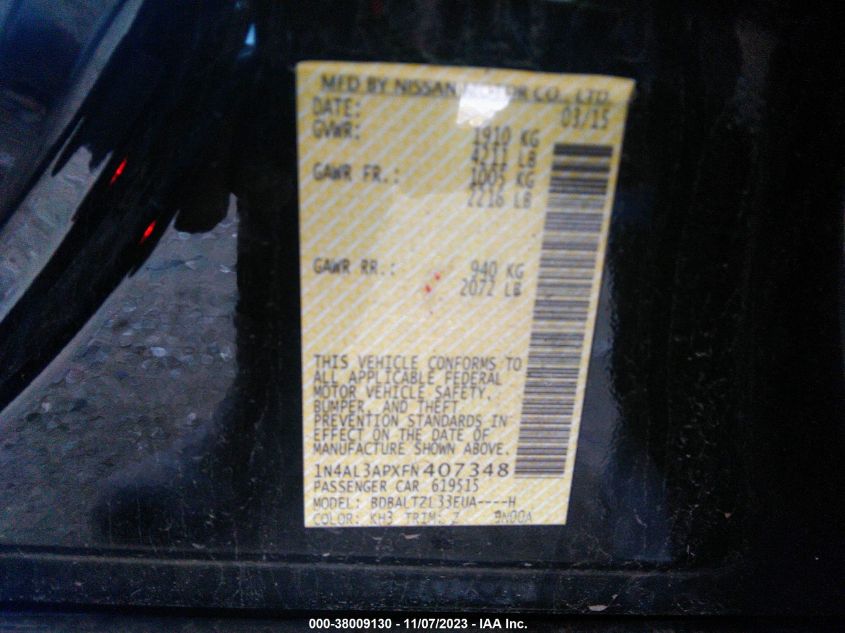 MFD BY NISSAN MOTOR CO., LTD.
DATE: 03/15
GVWR: 1910 KG
4211 LB
GAWR FR.: 1005 KG
2216 LB
GAWR RR.: 940 KG
2072 LB
THIS VEHICLE CONFORMS TO
ALL APPLICABLE FEDERAL
MOTOR VEHICLE SAFETY,
BUMPER, AND THEFT
PREVENTION STANDARDS IN
EFFECT ON THE DATE OF
MANUFACTURE SHOWN ABOVE.
1N4AL3APXFN407348
PASSENGER CAR 619515
MODEL: BDBALTZL33EUA----H
COLOR: KH3 TRIM: Z
000-38009130 - 11/07/2023 - IAA Inc.